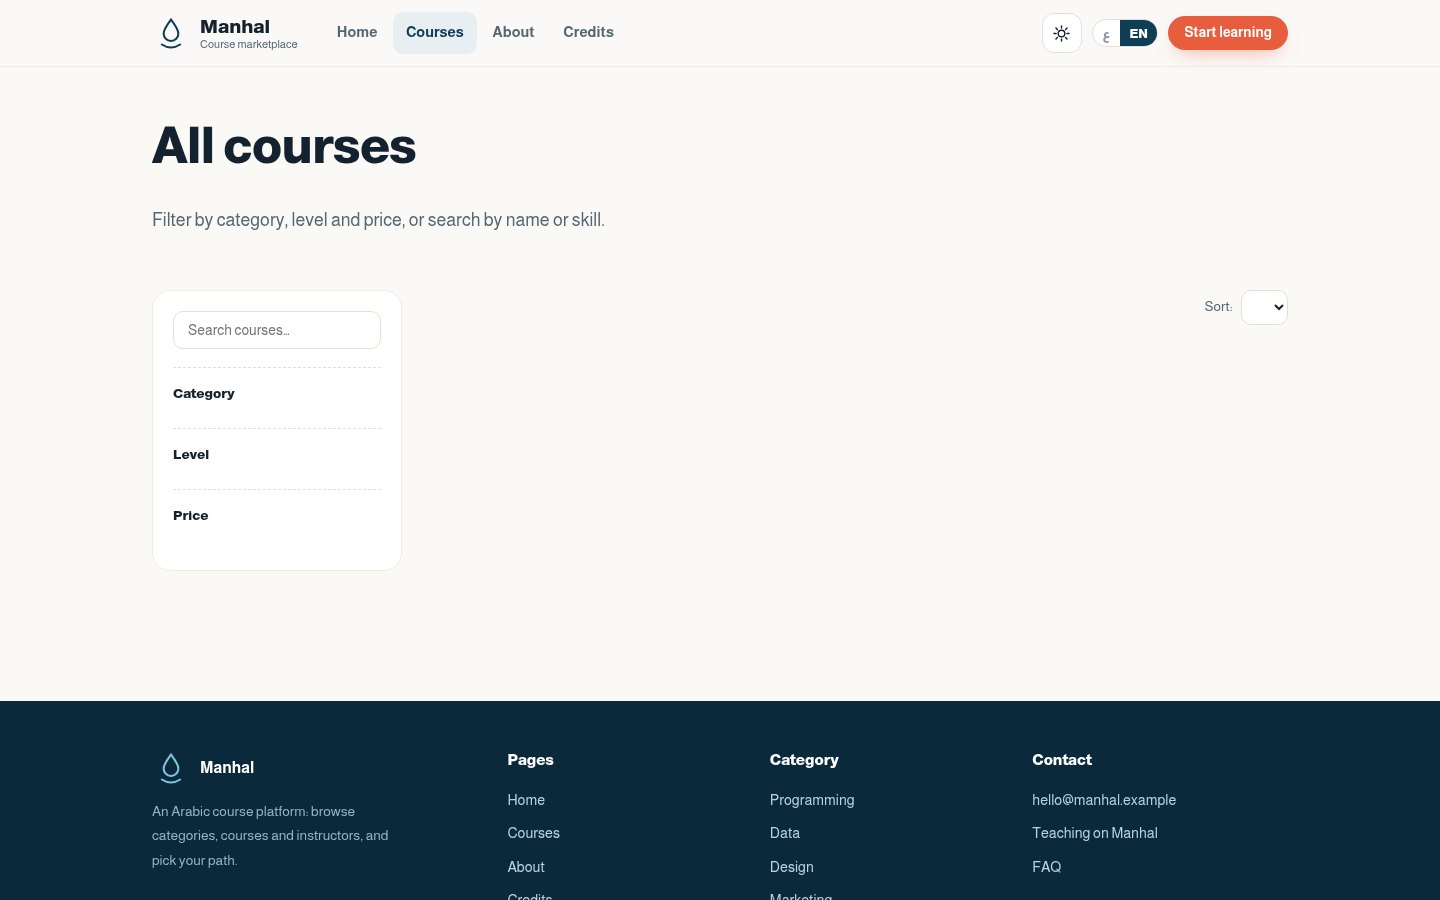 Manhal
Course marketplace
Home
Courses
About
Credits
ع
EN
Start learning
All courses
Filter by category, level and price, or search by name or skill.
Search courses…
Category
Level
Price
Sort:
Manhal
An Arabic course platform: browse
categories, courses and instructors, and
pick your path.
Pages
Home
Courses
About
Credits
Category
Programming
Data
Design
Marketing
Contact
hello@manhal.example
Teaching on Manhal
FAQ